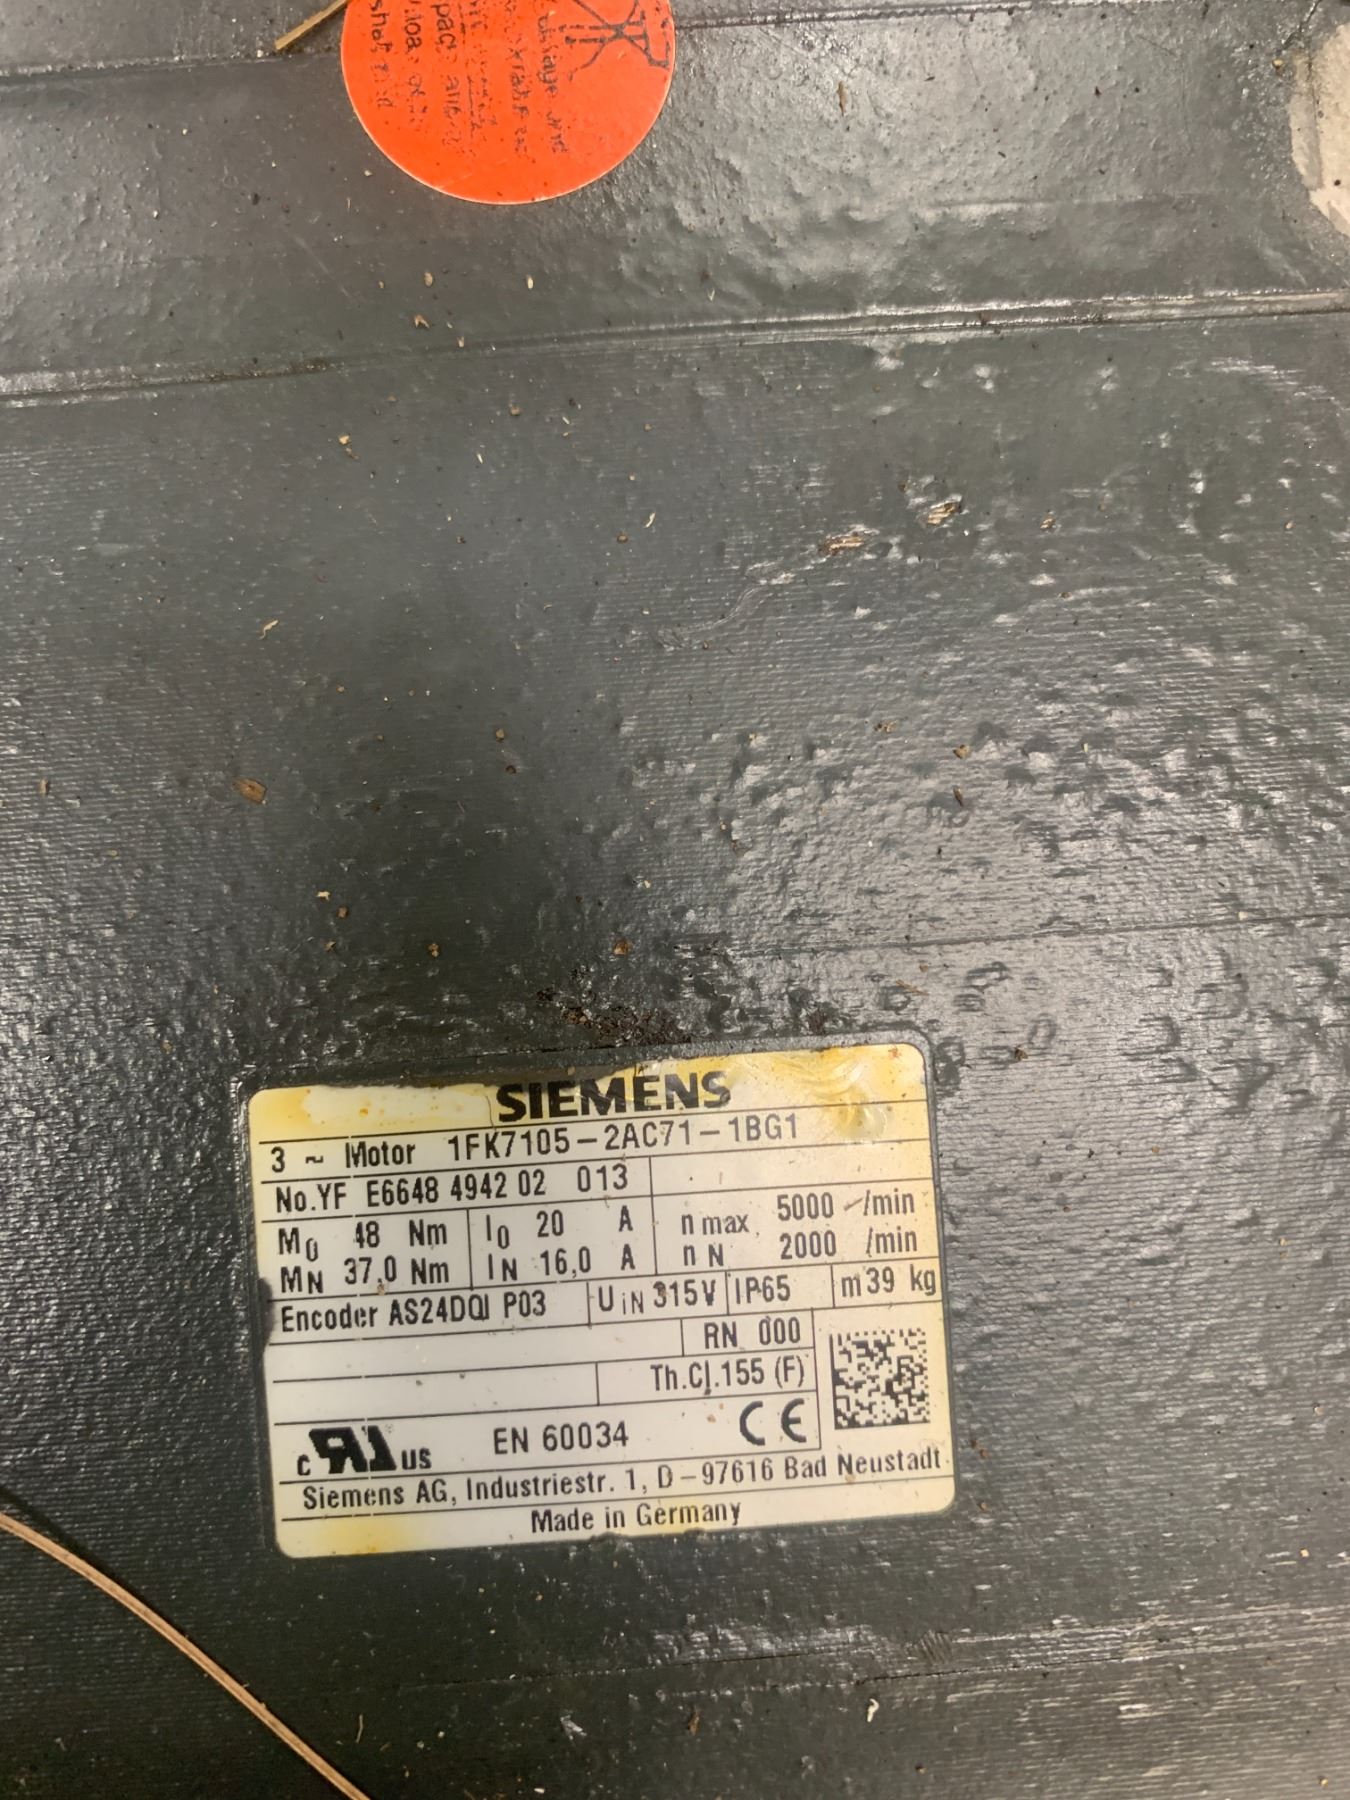 SIEMENS
3 ~ Motor 1FK7105-2AC71-1BG1
No.YF E6648 4942 02 013
M0 48 Nm I0 20 A n max 5000 /min
MN 37,0 Nm IN 16,0 A n N 2000 /min
Encoder AS24DQI P03 UIN 315V IP65 m 39 kg
RN 000
Th.Cl.155 (F)
c US EN 60034 CE
Siemens AG, Industriestr. 1, D-97616 Bad Neustadt
Made in Germany